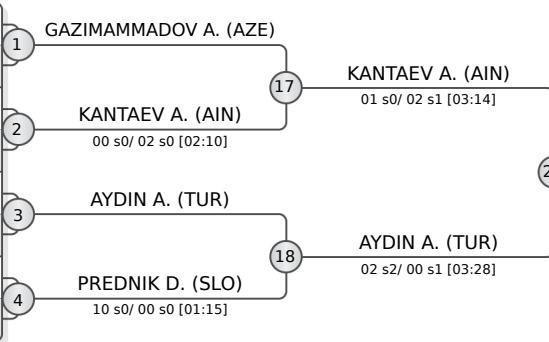 GAZIMAMMADOV A. (AZE)
1
KANTAEV A. (AIN)
17
01 s0/ 02 s1 [03:14]
KANTAEV A. (AIN)
2
00 s0/ 02 s0 [02:10]
2
AYDIN A. (TUR)
3
AYDIN A. (TUR)
18
02 s2/ 00 s1 [03:28]
PREDNIK D. (SLO)
4
10 s0/ 00 s0 [01:15]